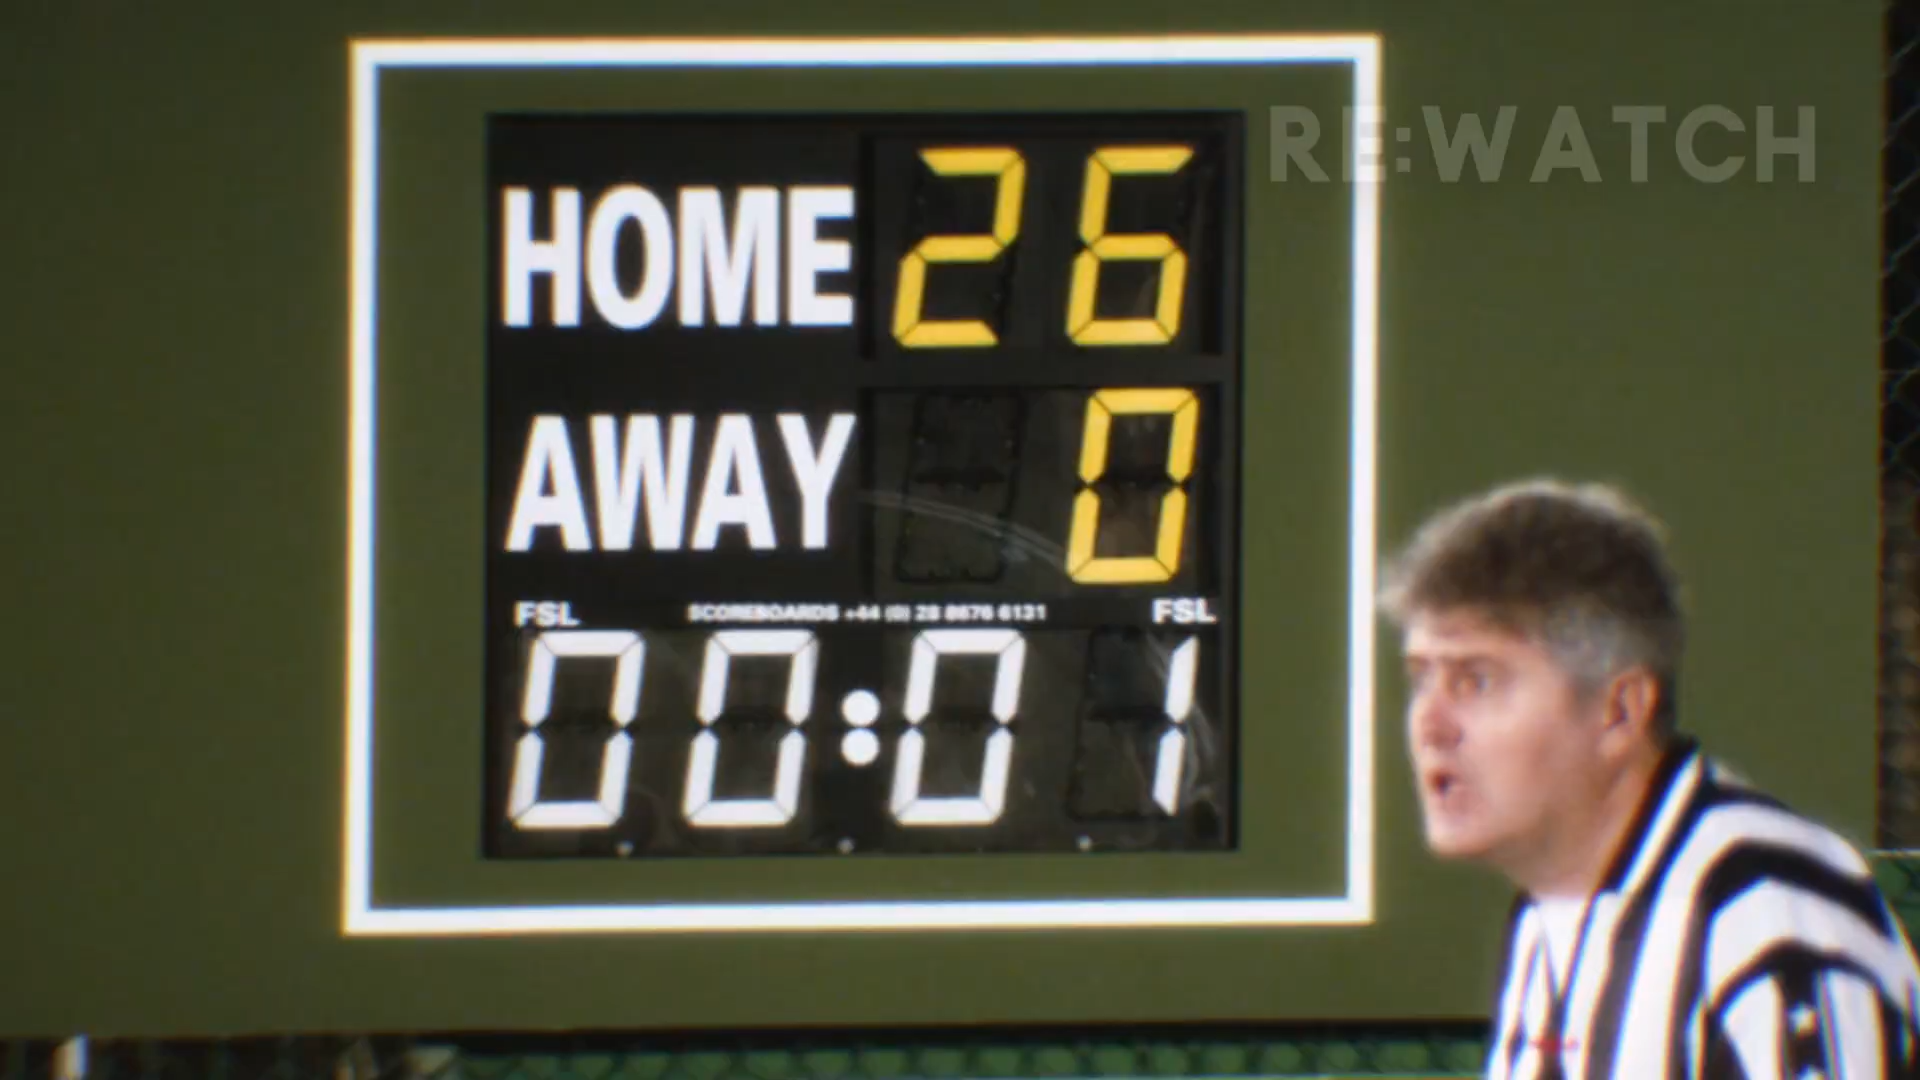 RE:WATCH
HOME 26
AWAY 0
FSL SCOREBOARDS +44 (0) 28 8676 6131 FSL
00:01